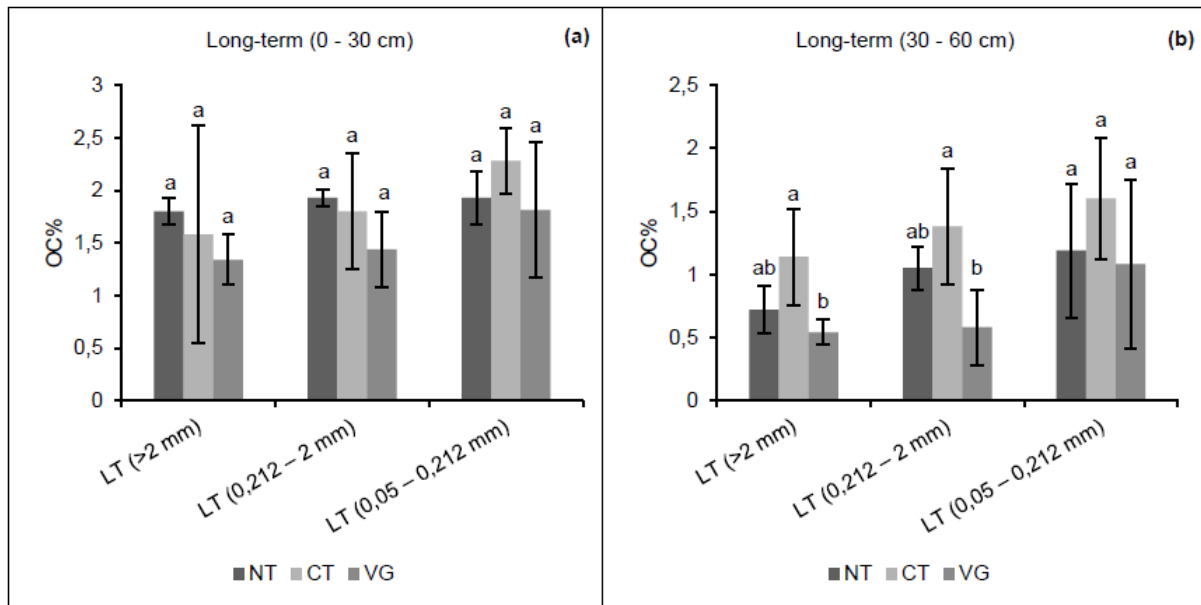 Long-term (0 - 30 cm)
(a)
3
2,5
2
1,5
1
0,5
0
OC%
a
a
a
a
a
a
a
a
a
LT (>2 mm)
LT (0,212 – 2 mm)
LT (0,05 – 0,212 mm)
NT CT VG
Long-term (30 - 60 cm)
(b)
2,5
2
1,5
1
0,5
0
OC%
ab
a
b
ab
a
b
a
a
a
LT (>2 mm)
LT (0,212 – 2 mm)
LT (0,05 – 0,212 mm)
NT CT VG